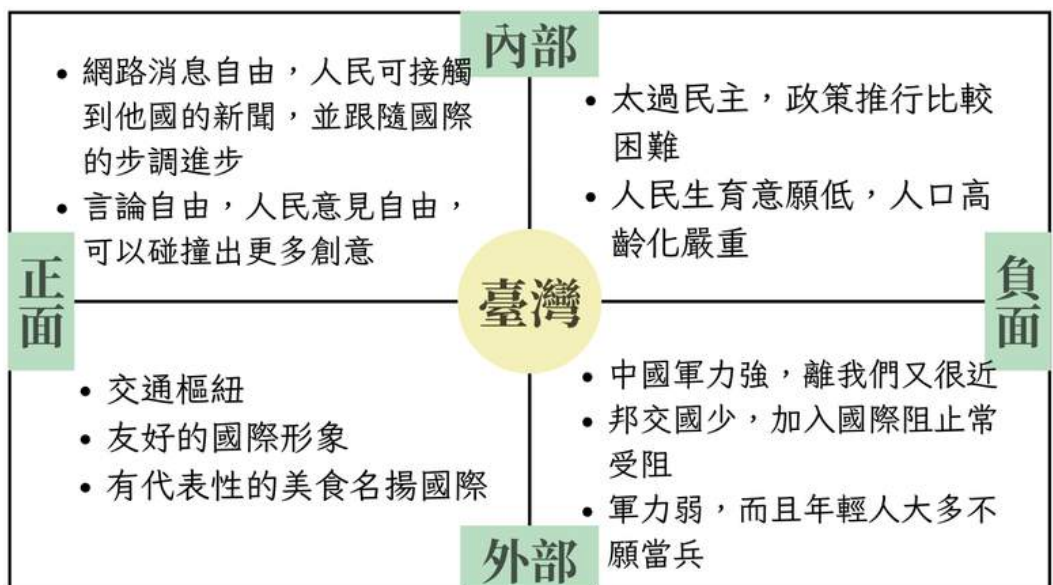 內部
網路消息自由，人民可接觸
到他國的新聞，並跟隨國際
的步調進步
言論自由，人民意見自由，
可以碰撞出更多創意
太過民主，政策推行比較
困難
人民生育意願低，人口高
齡化嚴重
正面
臺灣
負面
交通樞紐
友好的國際形象
有代表性的美食名揚國際
中國軍力強，離我們又很近
邦交國少，加入國際阻止常
受阻
軍力弱，而且年輕人大多不
願當兵
外部